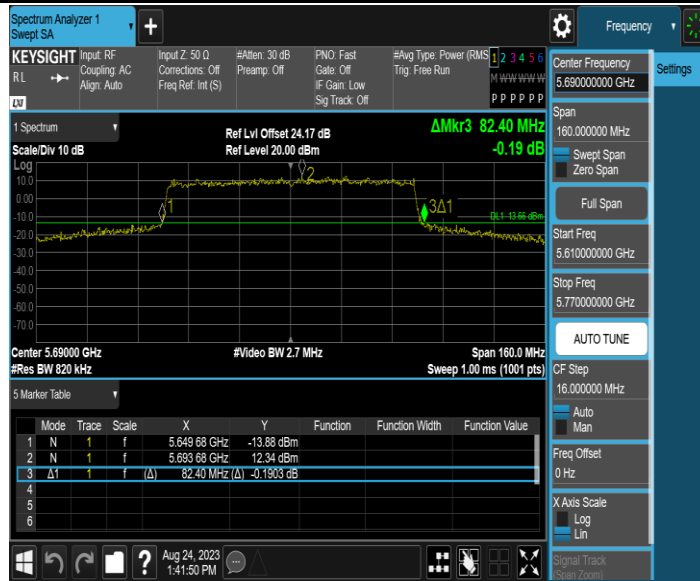 Spectrum Analyzer 1
Swept SA
+
Frequency
KEYSIGHT
RL
LXI
Input: RF
Coupling: AC
Align: Auto
Input Z: 50 Ω
Corrections: Off
Freq Ref: Int (S)
#Atten: 30 dB
Preamp: Off
PNO: Fast
Gate: Off
IF Gain: Low
Sig Track: Off
#Avg Type: Power (RMS
Trig: Free Run
1 2 3 4 5 6
M W W W W W
P P P P P P
Center Frequency
5.690000000 GHz
Settings
Span
160.000000 MHz
Swept Span
Zero Span
Full Span
Start Freq
5.610000000 GHz
Stop Freq
5.770000000 GHz
AUTO TUNE
CF Step
16.000000 MHz
Auto
Man
Freq Offset
0 Hz
X Axis Scale
Log
Lin
Signal Track
(Span Zoom)
1 Spectrum
Scale/Div 10 dB
Ref Lvl Offset 24.17 dB
Ref Level 20.00 dBm
ΔMkr3 82.40 MHz
-0.19 dB
Log
10.0
0.00
-10.0
-20.0
-30.0
-40.0
-50.0
-60.0
-70.0
1
2
3Δ1
DL1 -13.66 dBm
Center 5.69000 GHz
#Video BW 2.7 MHz
Span 160.0 MHz
#Res BW 820 kHz
Sweep 1.00 ms (1001 pts)
5 Marker Table
Mode Trace Scale X Y Function Function Width Function Value
1 N 1 f 5.649 68 GHz -13.88 dBm
2 N 1 f 5.693 68 GHz 12.34 dBm
3 Δ1 1 f (Δ) 82.40 MHz (Δ) -0.1903 dB
4
5
6
?
Aug 24, 2023
1:41:50 PM